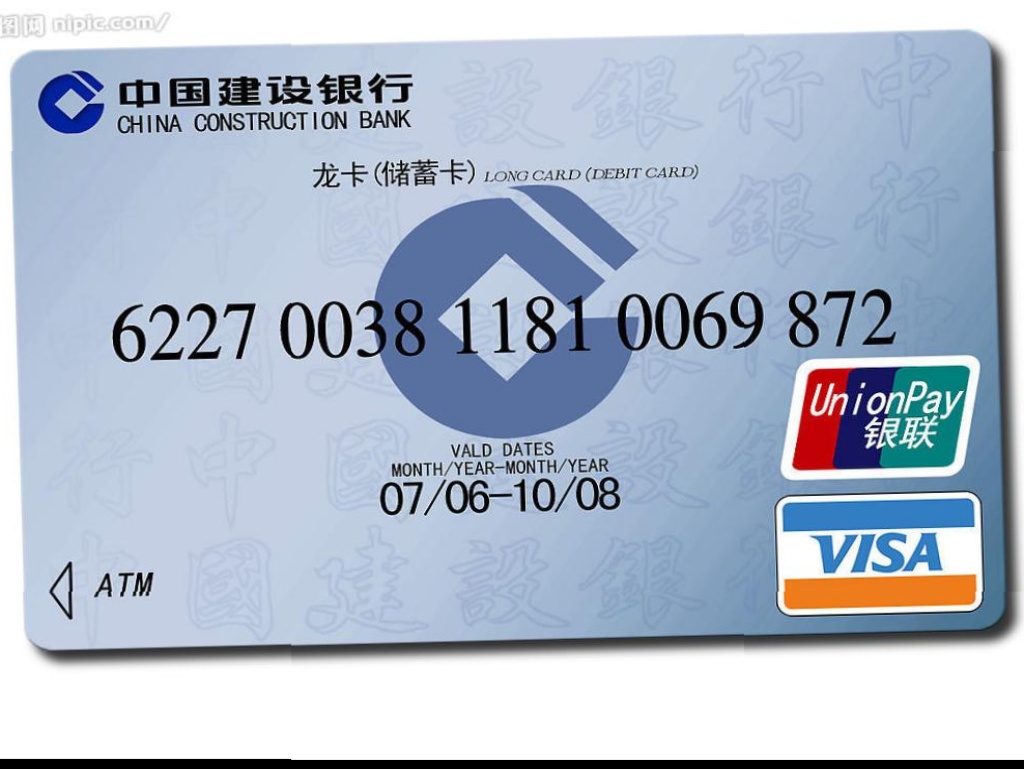 图网 nipic.com/
中国建设银行
CHINA CONSTRUCTION BANK
龙卡(储蓄卡) LONG CARD (DEBIT CARD)
6227 0038 1181 0069 872
UnionPay
银联
VALD DATES
MONTH/YEAR-MONTH/YEAR
07/06-10/08
VISA
ATM